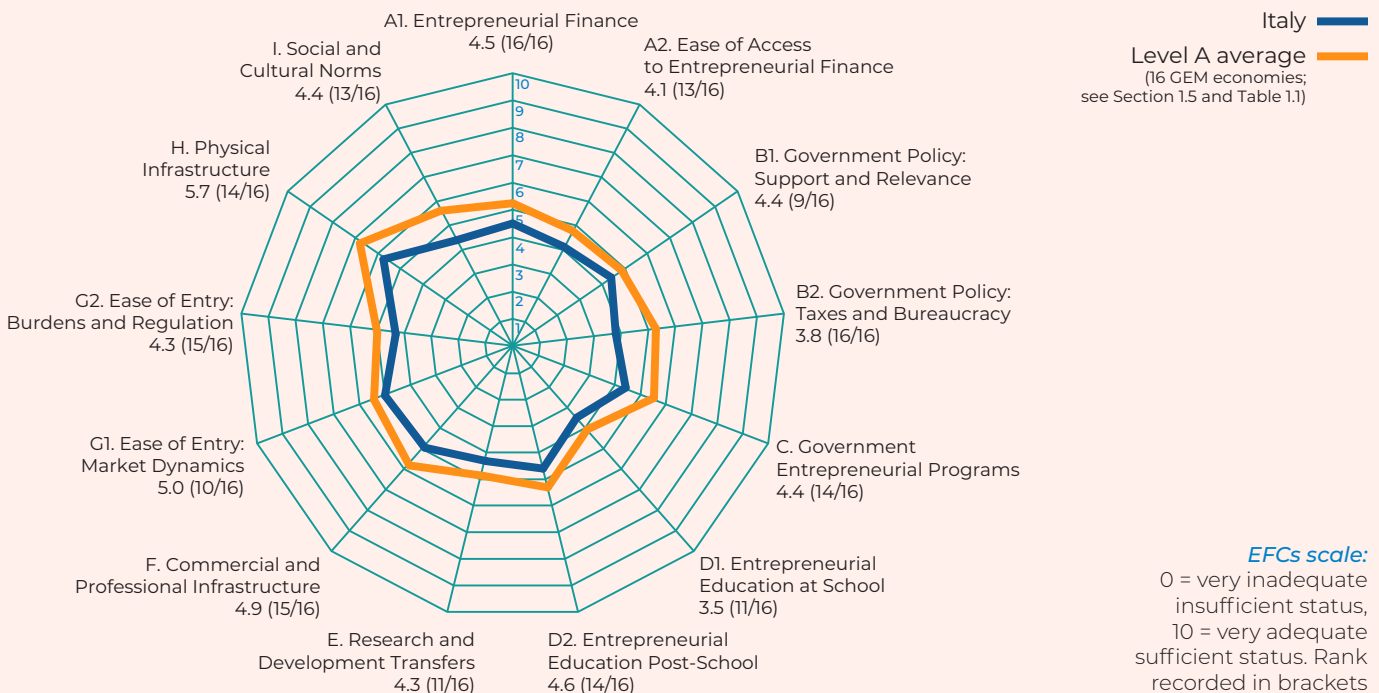 A1. Entrepreneurial Finance
4.5 (16/16)
A2. Ease of Access
to Entrepreneurial Finance
4.1 (13/16)
B1. Government Policy:
Support and Relevance
4.4 (9/16)
B2. Government Policy:
Taxes and Bureaucracy
3.8 (16/16)
C. Government
Entrepreneurial Programs
4.4 (14/16)
D1. Entrepreneurial
Education at School
3.5 (11/16)
D2. Entrepreneurial
Education Post-School
4.6 (14/16)
E. Research and
Development Transfers
4.3 (11/16)
F. Commercial and
Professional Infrastructure
4.9 (15/16)
G1. Ease of Entry:
Market Dynamics
5.0 (10/16)
G2. Ease of Entry:
Burdens and Regulation
4.3 (15/16)
H. Physical
Infrastructure
5.7 (14/16)
I. Social and
Cultural Norms
4.4 (13/16)
10
9
8
7
6
5
4
3
2
1
Italy
Level A average
(16 GEM economies;
see Section 1.5 and Table 1.1)
EFCs scale:
0 = very inadequate
insufficient status,
10 = very adequate
sufficient status. Rank
recorded in brackets